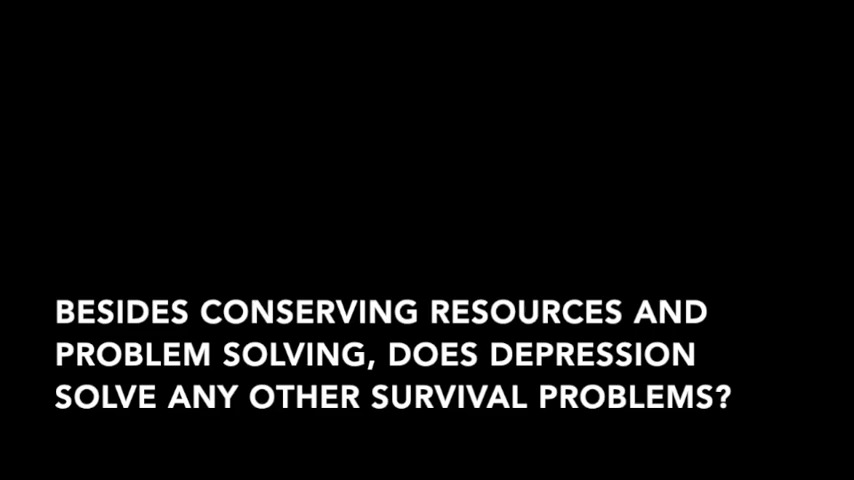 BESIDES CONSERVING RESOURCES AND
PROBLEM SOLVING, DOES DEPRESSION
SOLVE ANY OTHER SURVIVAL PROBLEMS?